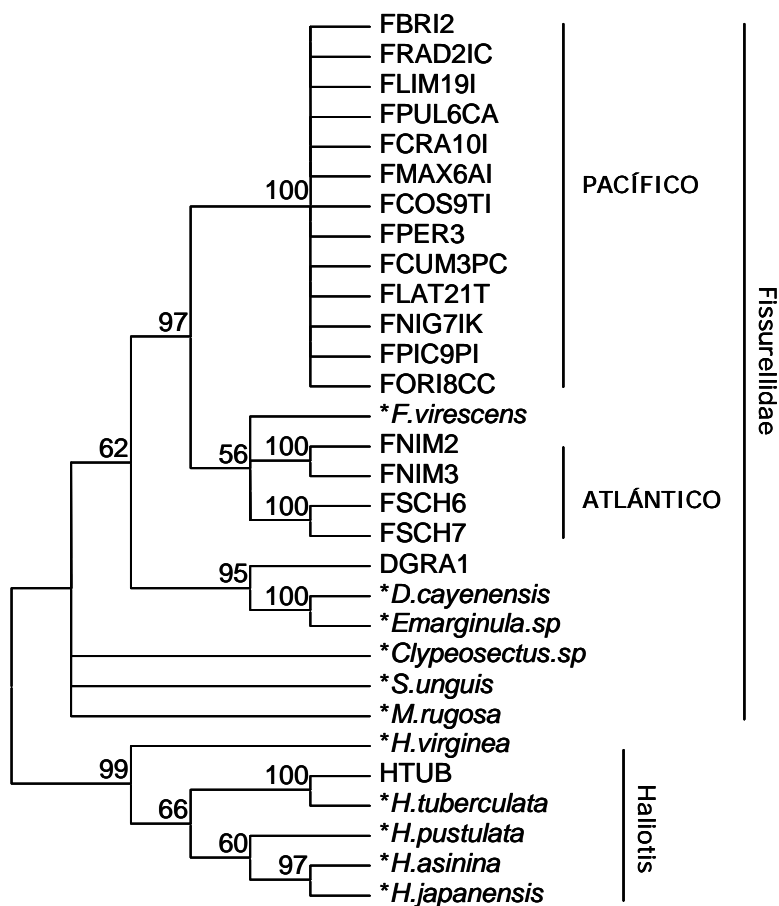 FBRI2
FRAD2IC
FLIM19I
FPUL6CA
FCRA10I
FMAX6AI
100
PACÍFICO
FCOS9TI
FPER3
FCUM3PC
FLAT21T
FNIG7IK
97
FPIC9PI
FORI8CC
Fissurellidae
*F.virescens
62
56
100
FNIM2
FNIM3
100
FSCH6
ATLÁNTICO
FSCH7
95
DGRA1
100
*D.cayenensis
*Emarginula.sp
*Clypeosectus.sp
*S.unguis
*M.rugosa
*H.virginea
99
100
HTUB
66
*H.tuberculata
Haliotis
60
*H.pustulata
97
*H.asinina
*H.japanensis